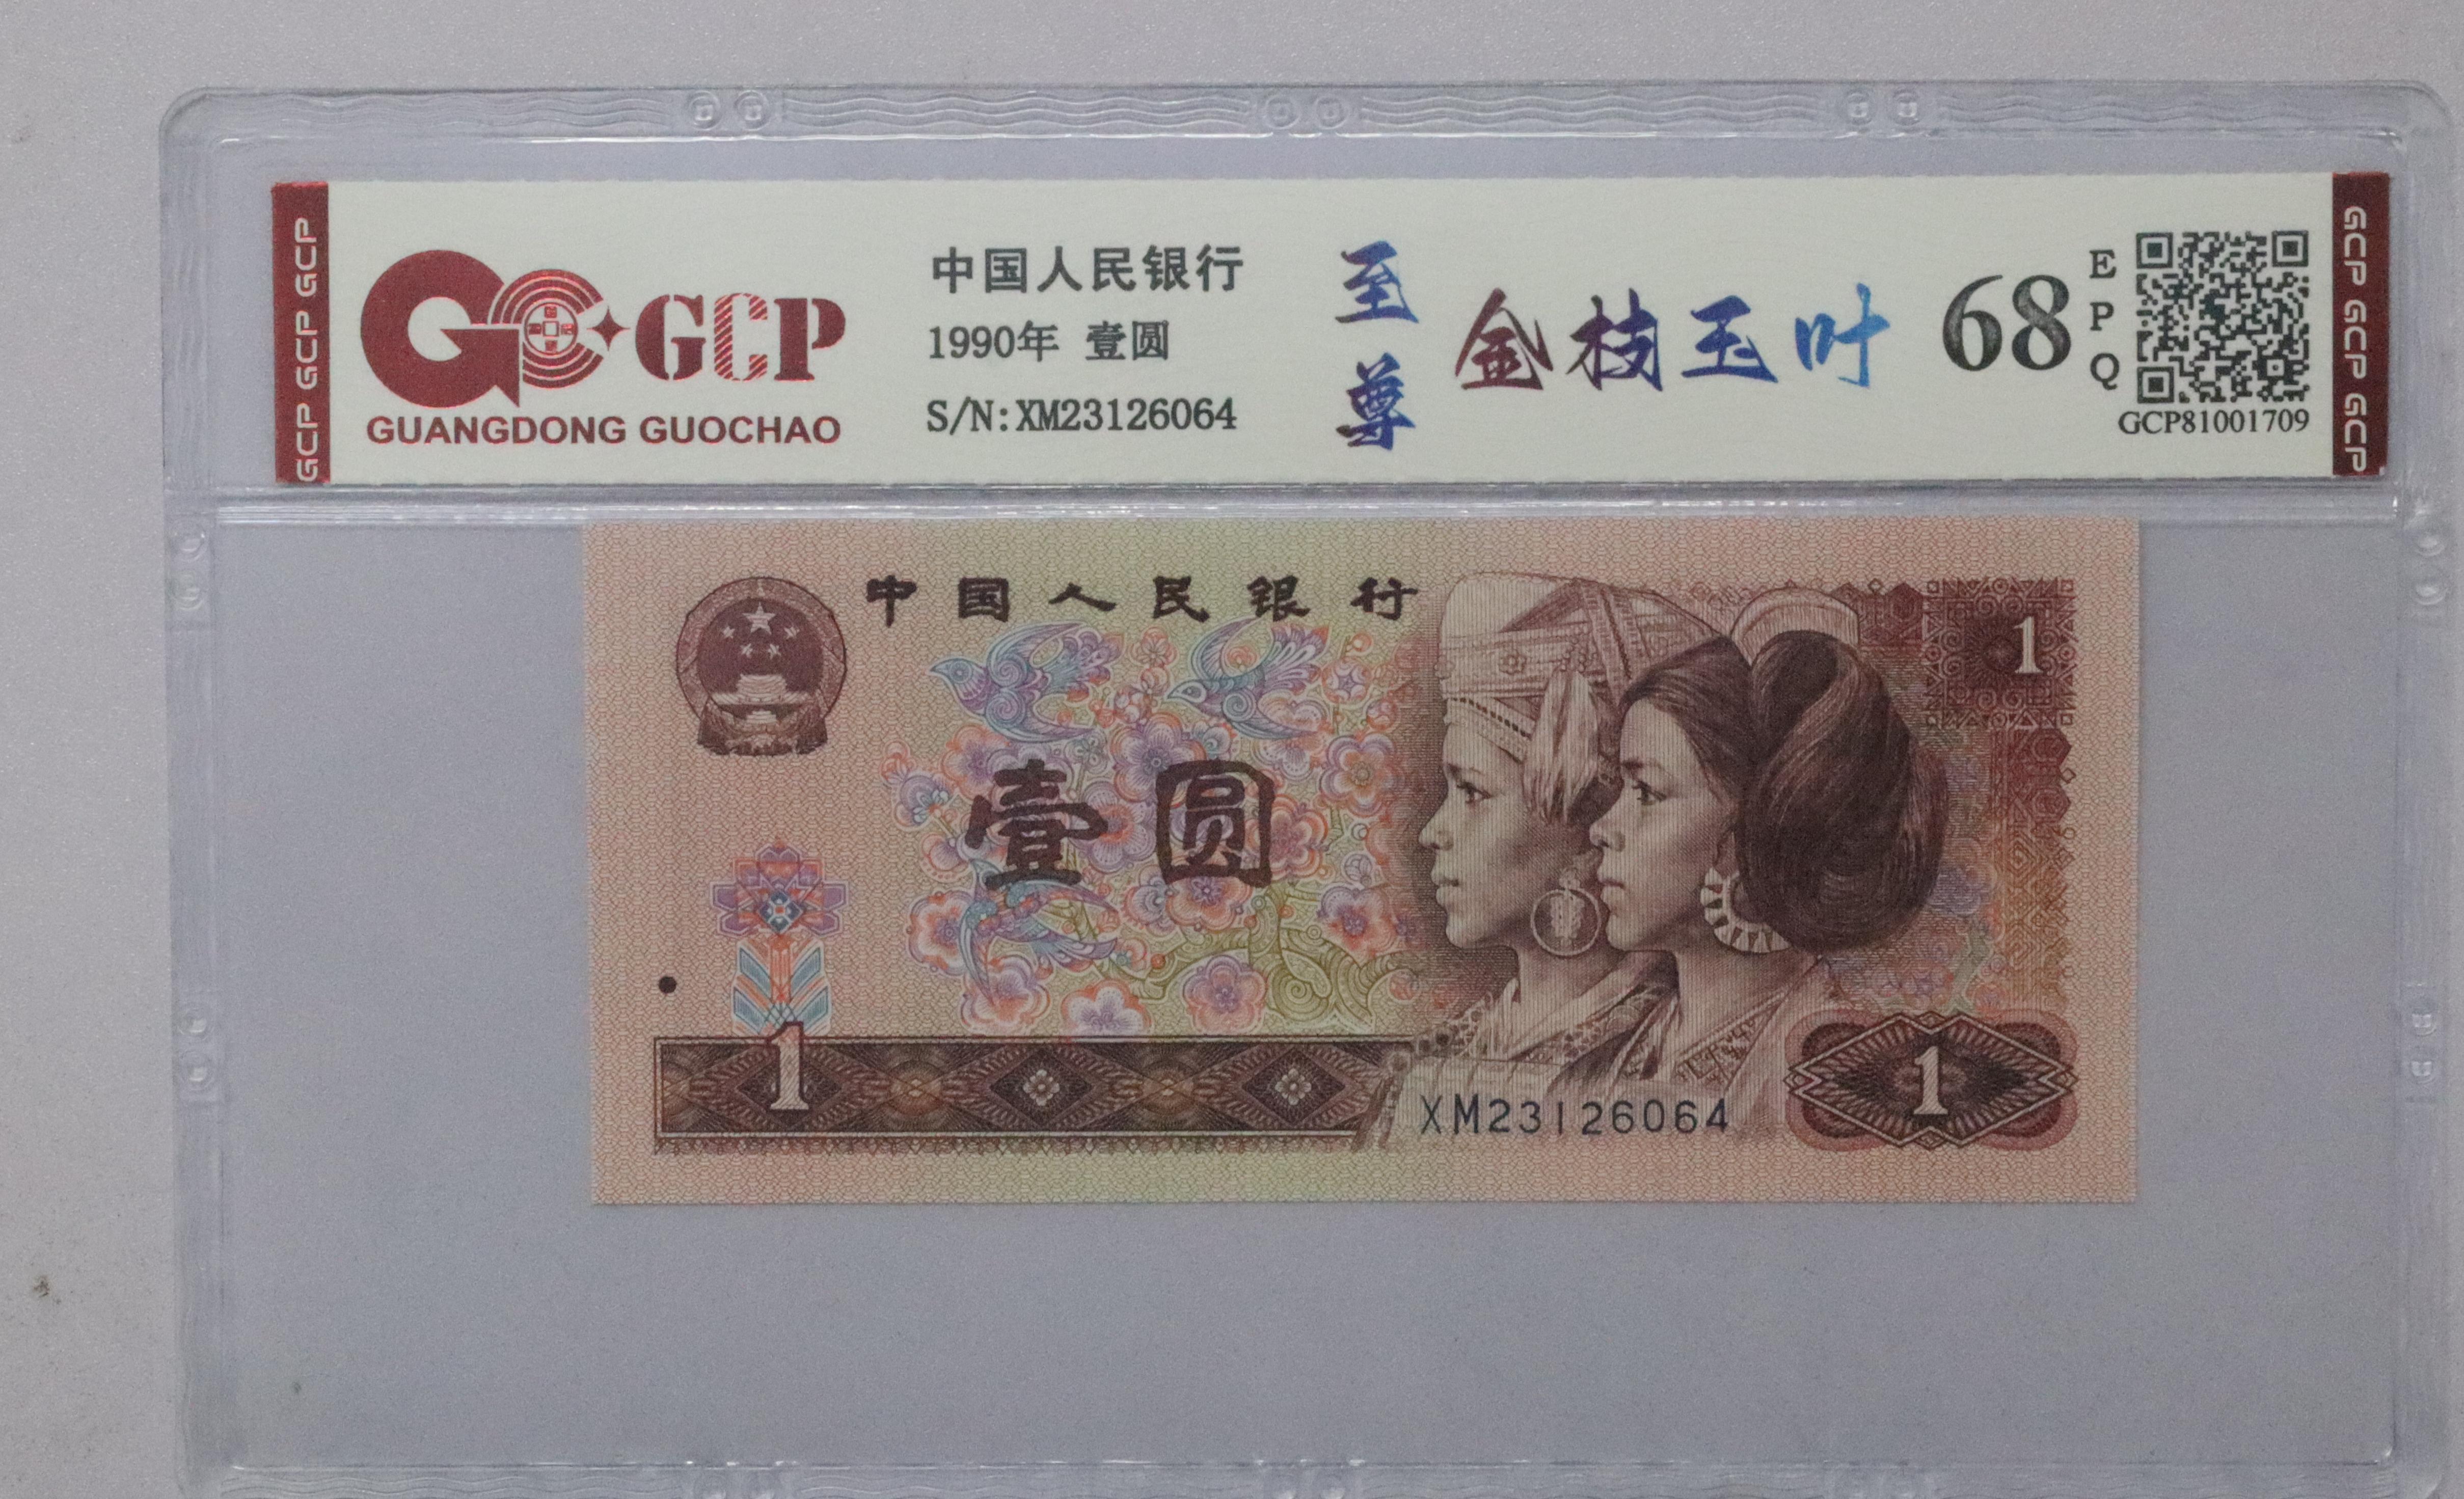 GCP GCP GCP
GCP
GUANGDONG GUOCHAO
中国人民银行
1990年 壹圆
S/N:XM23126064
至尊
金枝玉叶
68
EPQ
GCP81001709
GCP GCP GCP
中国人民银行
1
壹圆
1
XM23126064
1